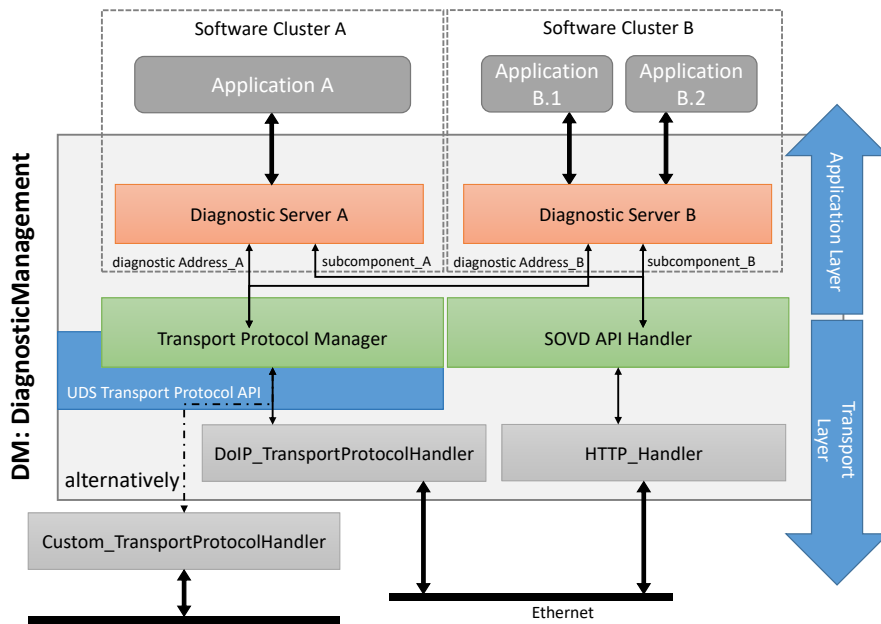 Software Cluster A
Software Cluster B
Application A
Application
B.1
Application
B.2
DM: DiagnosticManagement
Application Layer
Diagnostic Server A
Diagnostic Server B
diagnostic Address_A
subcomponent_A
diagnostic Address_B
subcomponent_B
Transport Protocol Manager
SOVD API Handler
UDS Transport Protocol API
Transport
Layer
DoIP_TransportProtocolHandler
HTTP_Handler
alternatively
Custom_TransportProtocolHandler
Ethernet